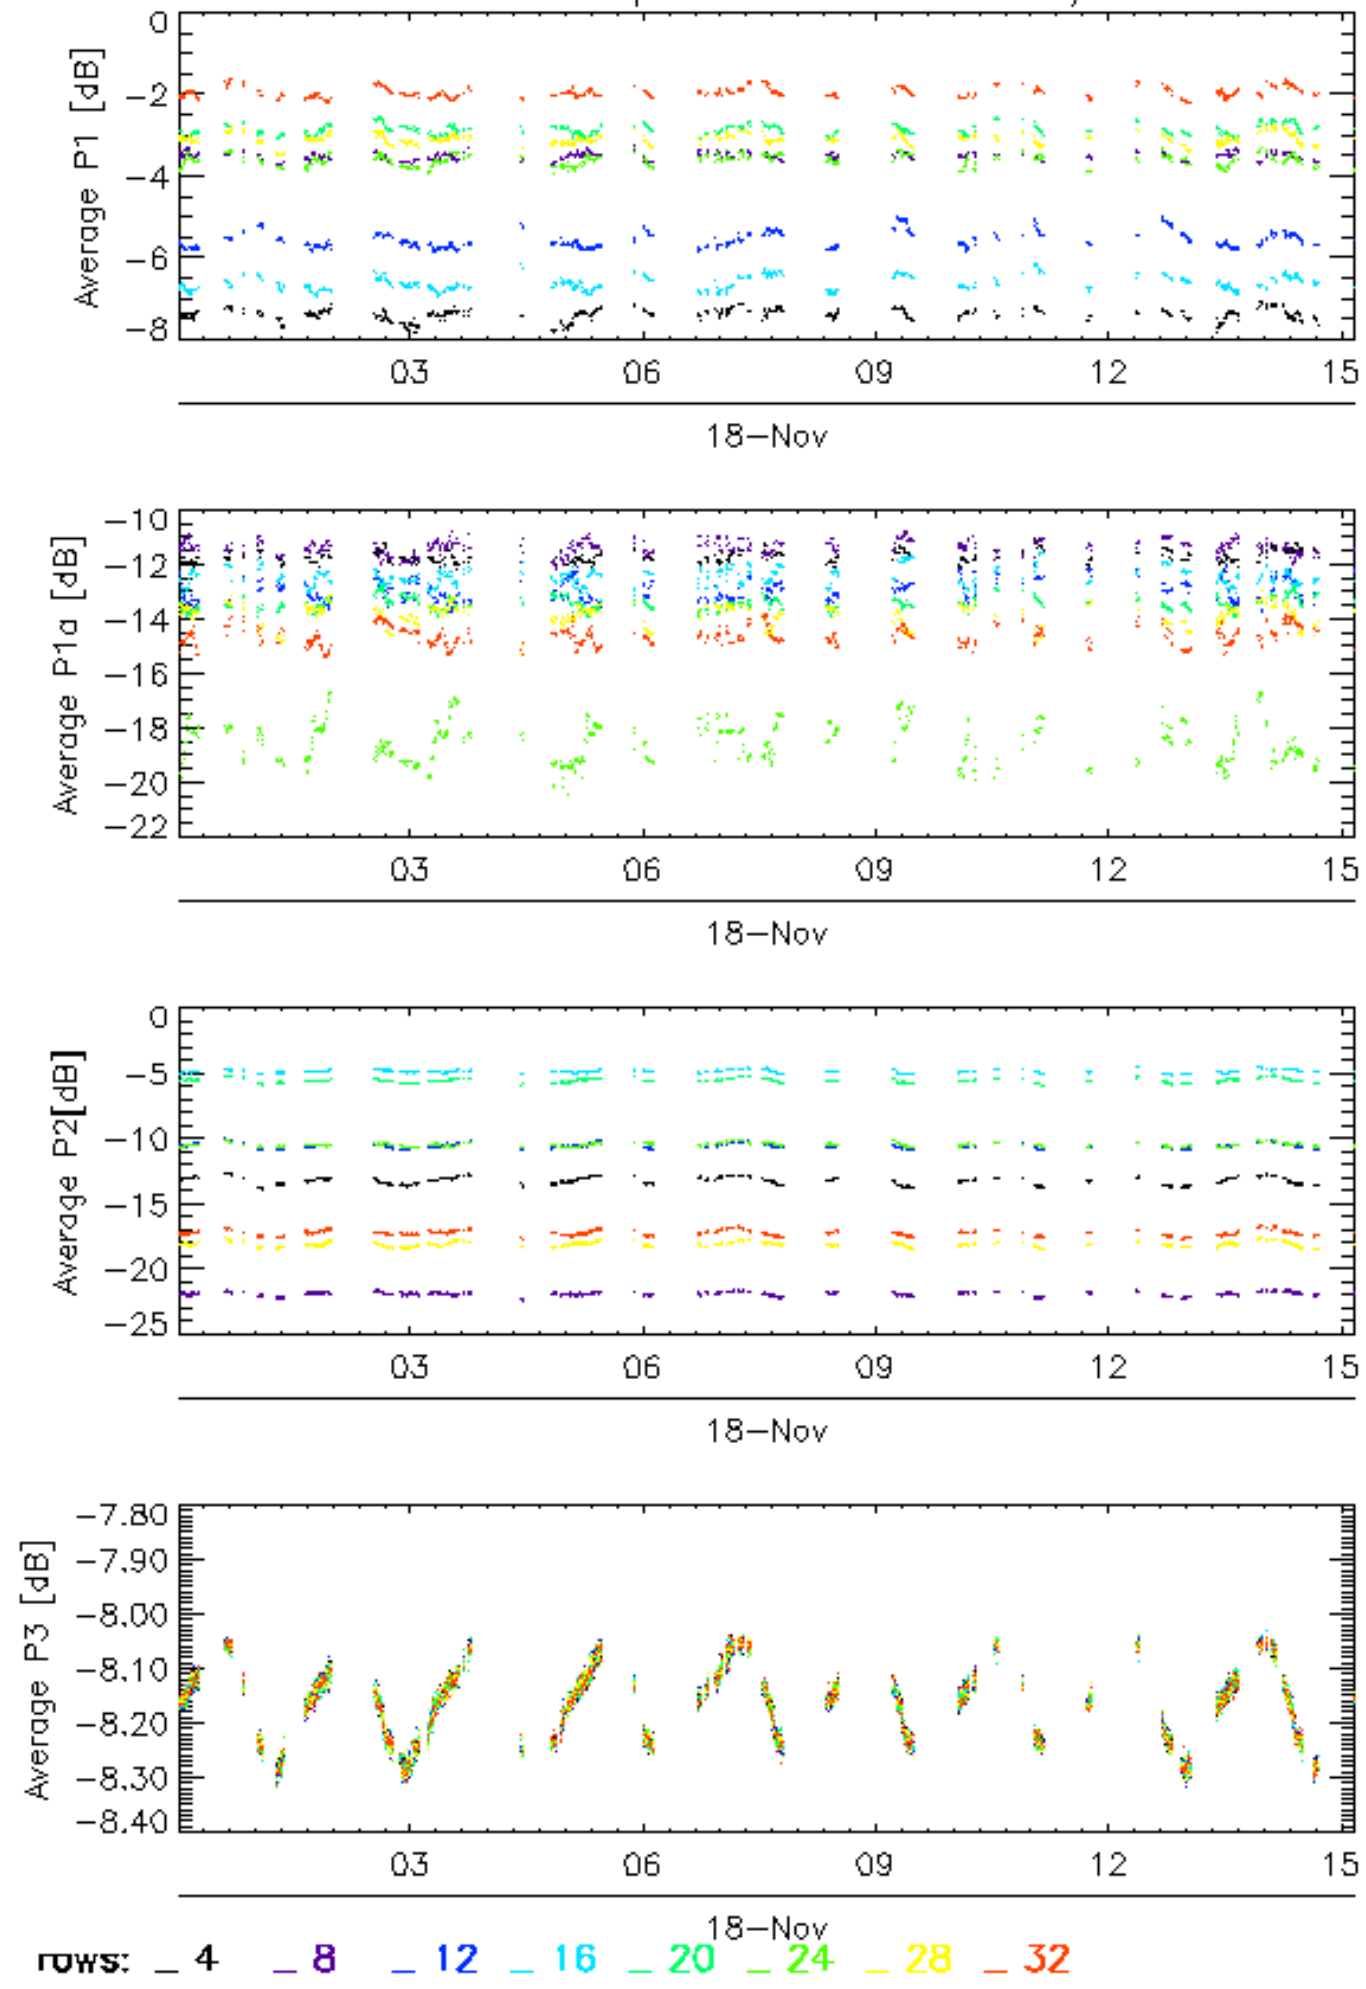 0
-2
-4
-6
-8
Average P1 [dB]
03 06 09 12 15
18-Nov
-10
-12
-14
-16
-18
-20
-22
Average P1a [dB]
03 06 09 12 15
18-Nov
0
-5
-10
-15
-20
-25
Average P2[dB]
03 06 09 12 15
18-Nov
-7.80
-7.90
-8.00
-8.10
-8.20
-8.30
-8.40
Average P3 [dB]
03 06 09 12 15
18-Nov
rows: _ 4 _ 8 _ 12 _ 16 _ 20 _ 24 _ 28 _ 32